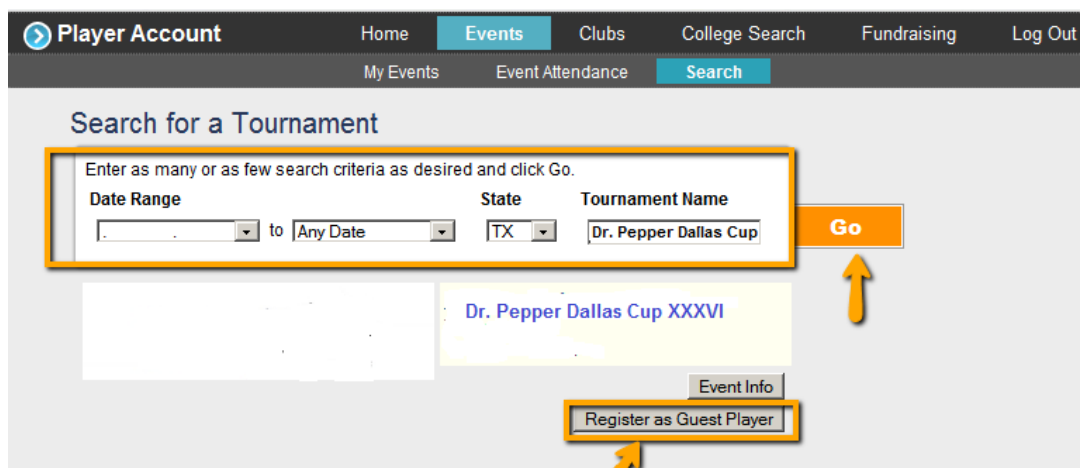 Player Account Home Events Clubs College Search Fundraising Log Out
My Events Event Attendance Search
Search for a Tournament
Enter as many or as few search criteria as desired and click Go.
Date Range State Tournament Name
to Any Date TX Dr. Pepper Dallas Cup Go
Dr. Pepper Dallas Cup XXXVI
Event Info
Register as Guest Player